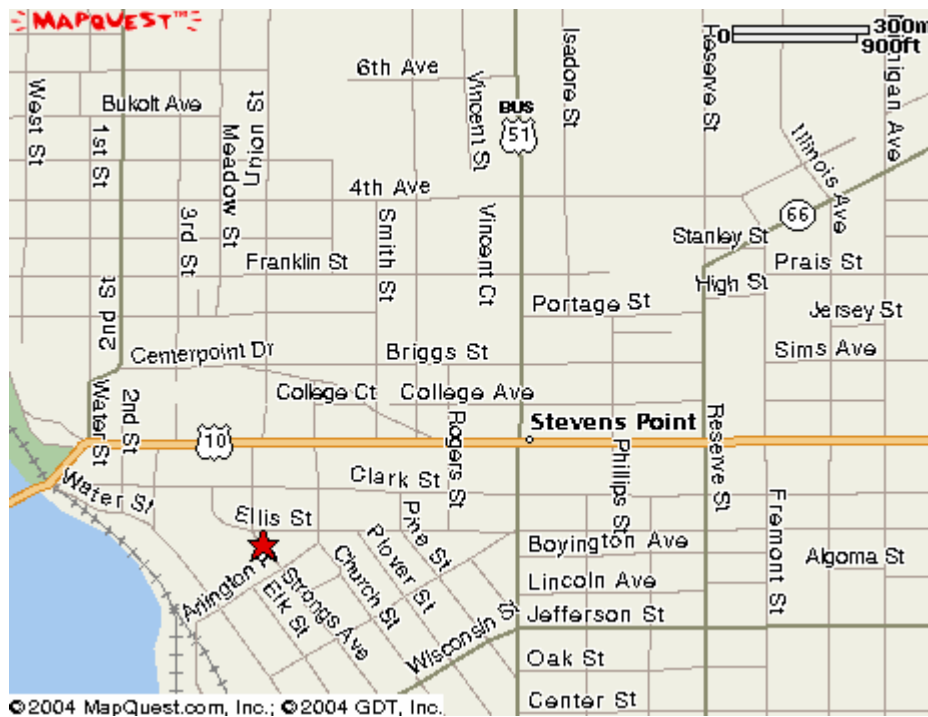 MAPQUEST™
0 300m
900ft
6th Ave
Isadore St
Reserve St
West St
Bukolt Ave
Union St
Vincent St
BUS
51
1st St
Meadow St
Illinois Ave
4th Ave
3rd St
Smith St
Vincent Ct
66
Stanley St
Franklin St
Prais St
High St
2nd St
Portage St
Jersey St
Centerpoint Dr
Briggs St
Sims Ave
College Ct
College Ave
Water St
2nd St
Rogers St
Stevens Point
Reserve St
10
Phillips St
Clark St
Water St
Pine St
Fremont St
Ellis St
Plover St
Boyington Ave
Algoma St
Church St
Arlington
Strongs Ave
Elk St
Lincoln Ave
Wisconsin St
Jefferson St
Oak St
Center St
©2004 MapQuest.com, Inc.; ©2004 GDT, Inc.